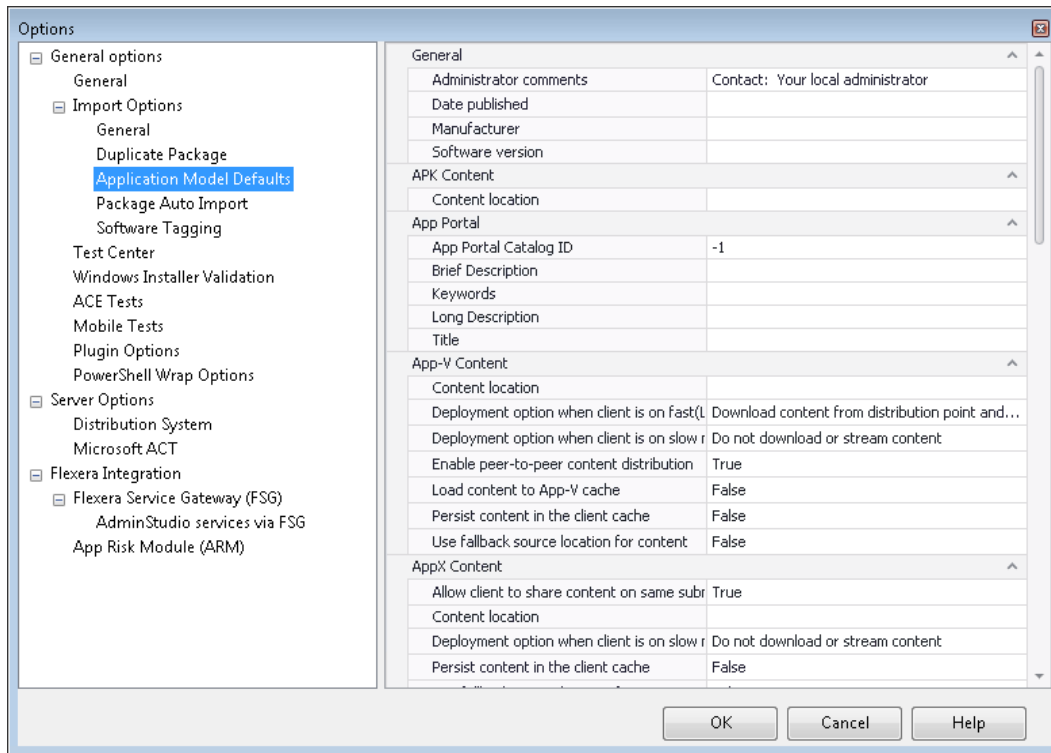 Options
General options
General
Import Options
General
Duplicate Package
Application Model Defaults
Package Auto Import
Software Tagging
Test Center
Windows Installer Validation
ACE Tests
Mobile Tests
Plugin Options
PowerShell Wrap Options
Server Options
Distribution System
Microsoft ACT
Flexera Integration
Flexera Service Gateway (FSG)
AdminStudio services via FSG
App Risk Module (ARM)
General
Administrator comments Contact: Your local administrator
Date published
Manufacturer
Software version
APK Content
Content location
App Portal
App Portal Catalog ID -1
Brief Description
Keywords
Long Description
Title
App-V Content
Content location
Deployment option when client is on fast(L Download content from distribution point and...
Deployment option when client is on slow r Do not download or stream content
Enable peer-to-peer content distribution True
Load content to App-V cache False
Persist content in the client cache False
Use fallback source location for content False
AppX Content
Allow client to share content on same subr True
Content location
Deployment option when client is on slow r Do not download or stream content
Persist content in the client cache False
OK Cancel Help